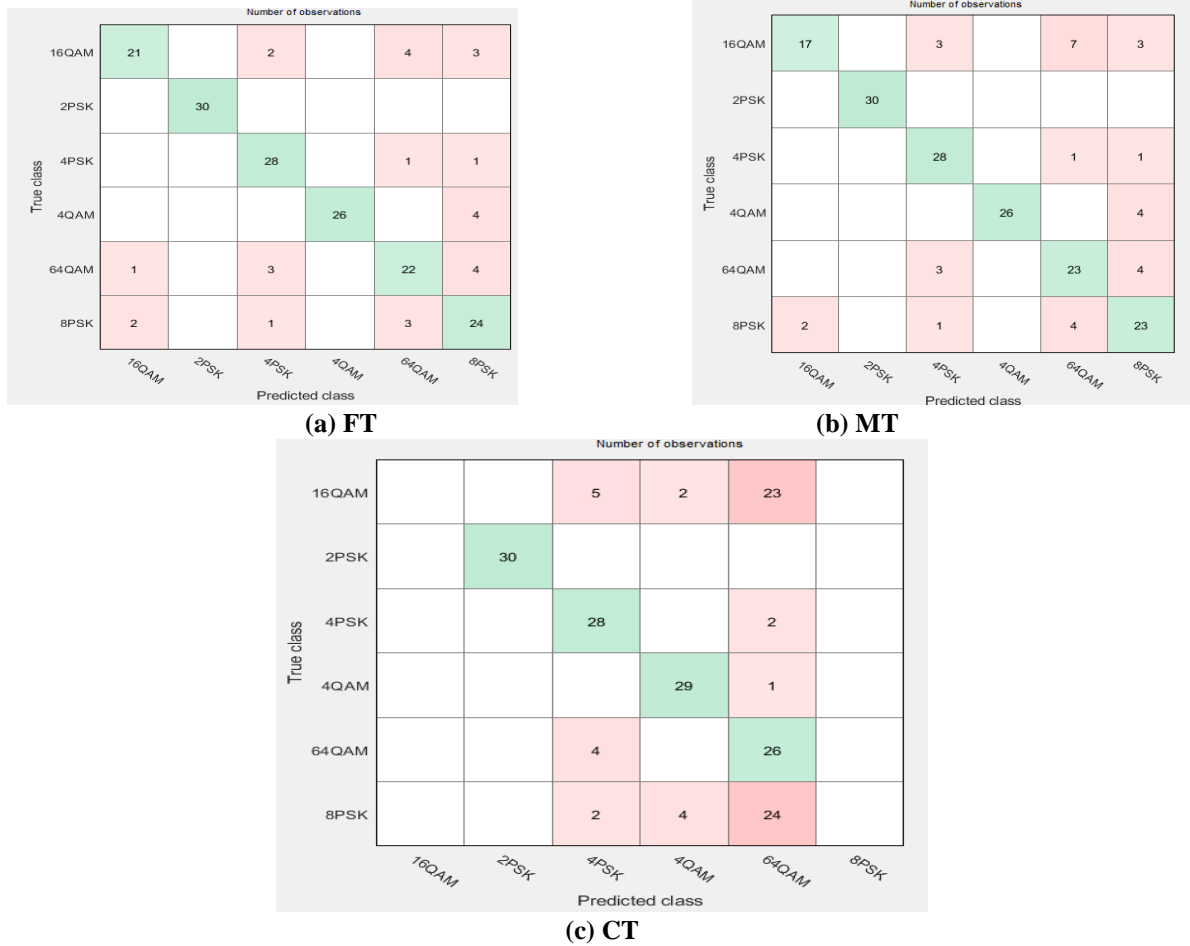 Number of observations
16QAM 21 2 4 3
2PSK 30
4PSK 28 1 1
4QAM 26 4
64QAM 1 3 22 4
8PSK 2 1 3 24
True class
16QAM 2PSK 4PSK 4QAM 64QAM 8PSK
Predicted class
(a) FT
Number of observations
16QAM 17 3 7 3
2PSK 30
4PSK 28 1 1
4QAM 26 4
64QAM 3 23 4
8PSK 2 1 4 23
True class
16QAM 2PSK 4PSK 4QAM 64QAM 8PSK
Predicted class
(b) MT
Number of observations
16QAM 5 2 23
2PSK 30
4PSK 28 2
4QAM 29 1
64QAM 4 26
8PSK 2 4 24
True class
16QAM 2PSK 4PSK 4QAM 64QAM 8PSK
Predicted class
(c) CT